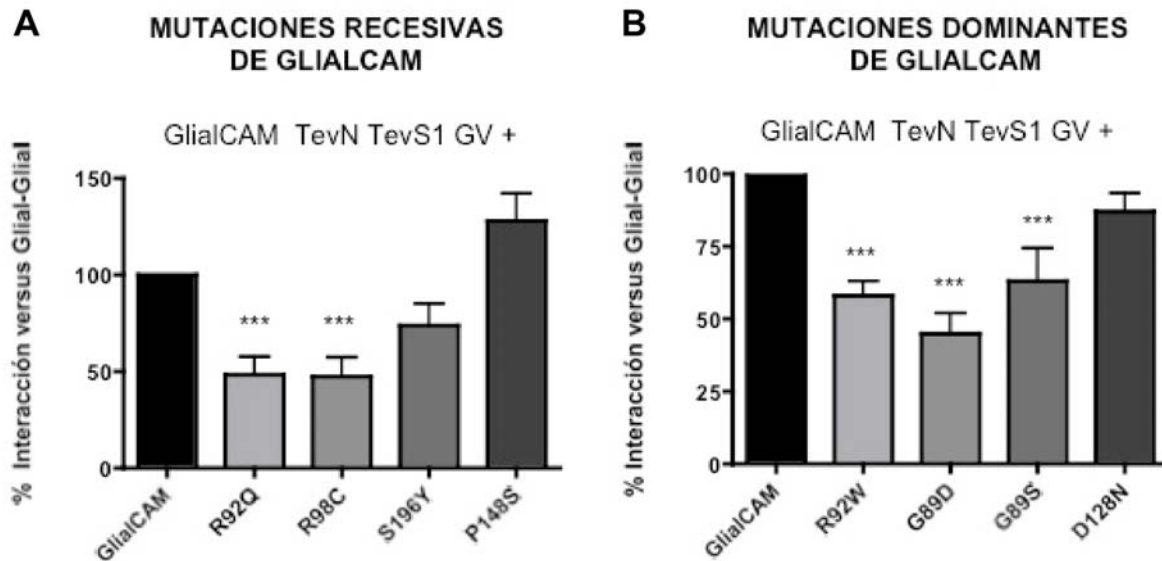 A
MUTACIONES RECESIVAS
DE GLIALCAM
GlialCAM TevN TevS1 GV +
% Interacción versus Glial-Glial
150
100
50
0
***
***
GlialCAM
R92Q
R98C
S196Y
P148S
B
MUTACIONES DOMINANTES
DE GLIALCAM
GlialCAM TevN TevS1 GV +
% Interacción versus Glial-Glial
100
75
50
25
0
***
***
***
GlialCAM
R92W
G89D
G89S
D128N